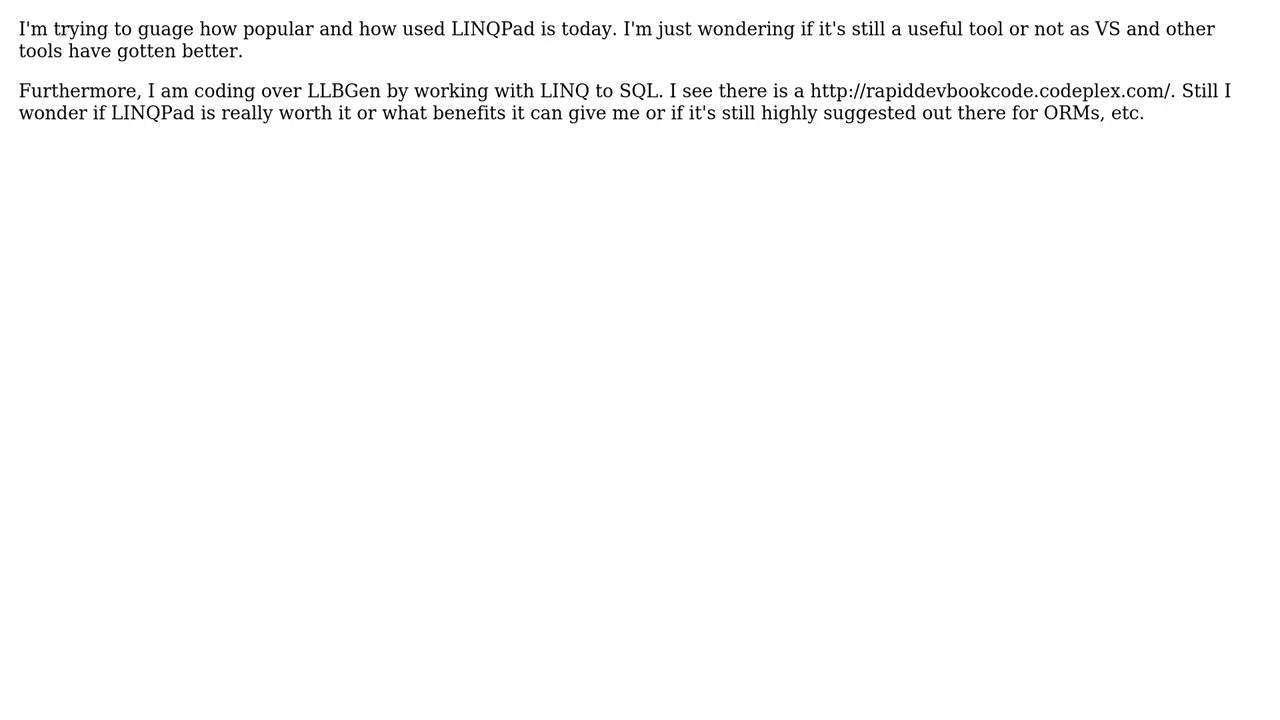 I'm trying to guage how popular and how used LINQPad is today. I'm just wondering if it's still a useful tool or not as VS and other
tools have gotten better.
Furthermore, I am coding over LLBGen by working with LINQ to SQL. I see there is a http://rapiddevbookcode.codeplex.com/. Still I
wonder if LINQPad is really worth it or what benefits it can give me or if it's still highly suggested out there for ORMs, etc.